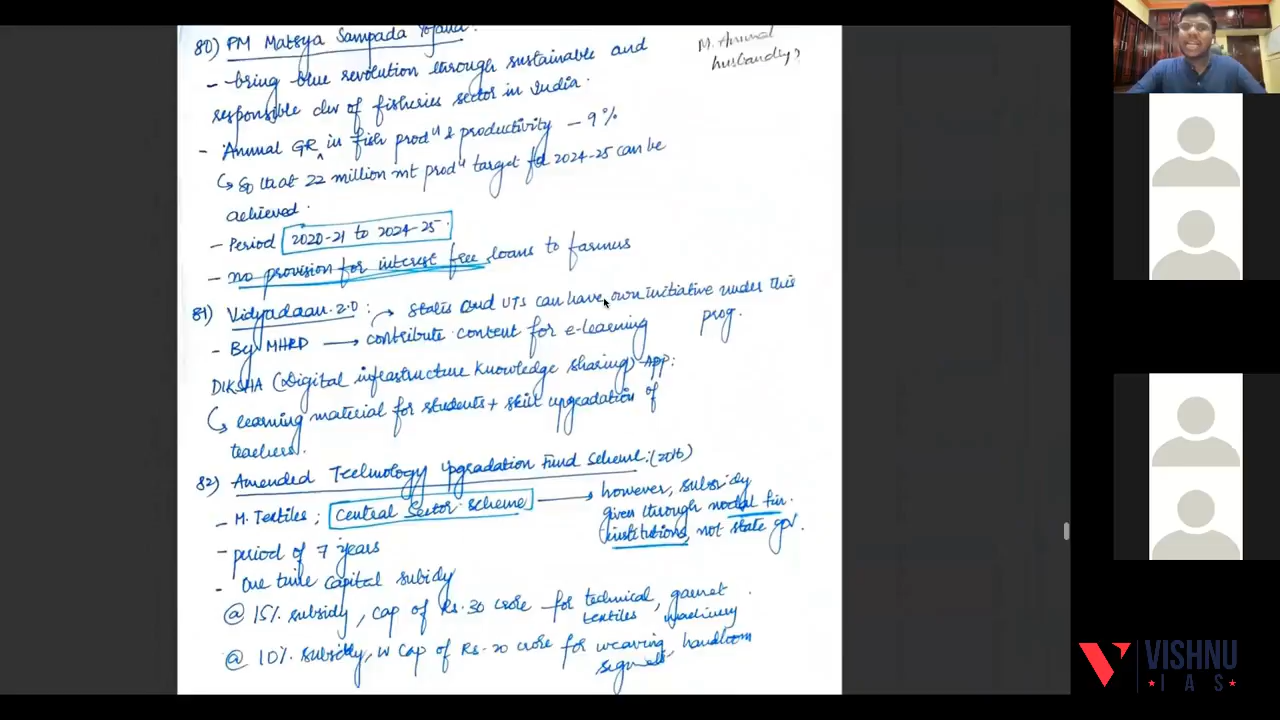 80) PM Matsya Sampada Yojana:
M. Animal
husbandry,
- bring blue revolution through sustainable and
responsible dev of fisheries sector in India.
- Annual GR in fish prodn & productivity - 9%
↳ so that 22 million mt prodn target for 2024-25 can be
achieved.
- Period 2020-21 to 2024-25.
- no provision for interest free loans to farmers
81) Vidyadaan 2.0 : → States and UTs can have own initiative under this
prog.
- By MHRD → contribute content for e-learning
DIKSHA (Digital infrastructure knowledge sharing) App:
↳ learning material for students + skill upgradation of
teachers.
82) Amended Technology Upgradation Fund Scheme: (2016)
- M. Textiles ; Central Sector scheme → however, subsidy
given through nodal fin.
institutions, not state gov.
- period of 7 years
- One time capital subsidy
@ 15% subsidy, cap of Rs. 30 crore for technical textiles, garment machinery
@ 10% subsidy, w cap of Rs. 20 crore for weaving, handloom
segment
VISHNU
IAS